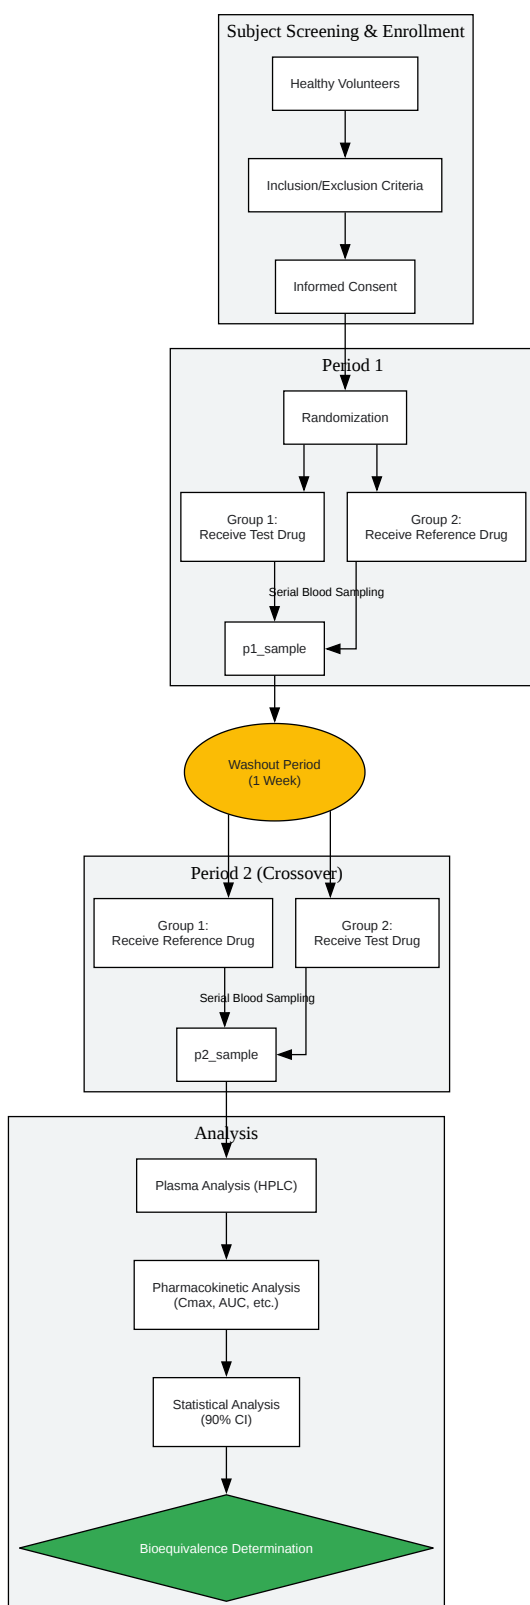 Subject Screening & Enrollment
Healthy Volunteers
Inclusion/Exclusion Criteria
Informed Consent
Period 1
Randomization
Group 1:
Receive Test Drug
Group 2:
Receive Reference Drug
Serial Blood Sampling
p1_sample
Washout Period
(1 Week)
Period 2 (Crossover)
Group 1:
Receive Reference Drug
Group 2:
Receive Test Drug
Serial Blood Sampling
p2_sample
Analysis
Plasma Analysis (HPLC)
Pharmacokinetic Analysis
(Cmax, AUC, etc.)
Statistical Analysis
(90% CI)
Bioequivalence Determination